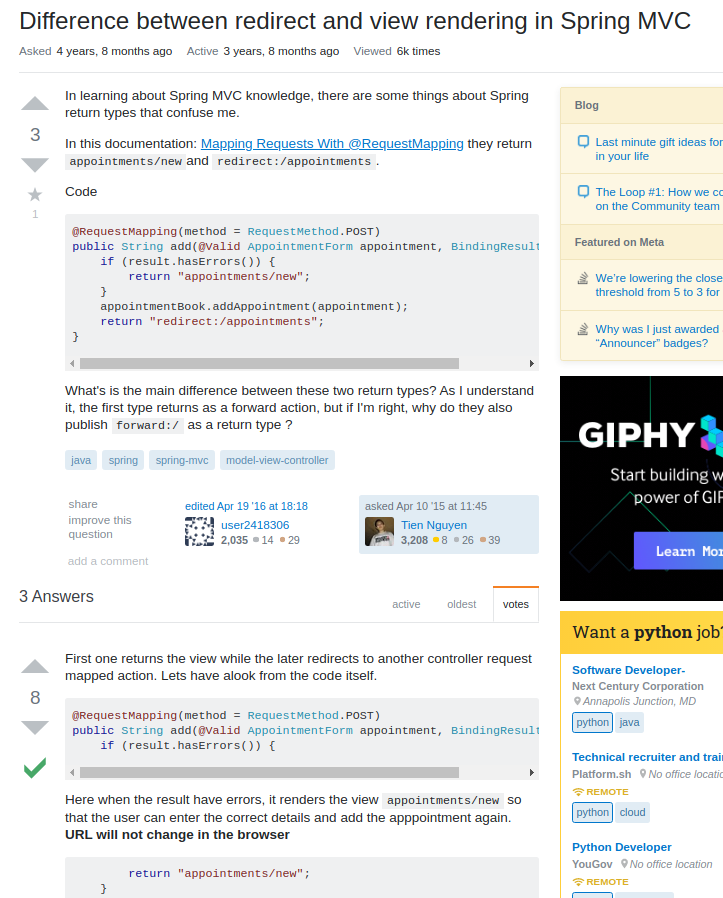 Difference between redirect and view rendering in Spring MVC
Asked 4 years, 8 months ago Active 3 years, 8 months ago Viewed 6k times
3
1
In learning about Spring MVC knowledge, there are some things about Spring
return types that confuse me.
In this documentation: Mapping Requests With @RequestMapping they return
appointments/new and redirect:/appointments .
Code
@RequestMapping(method = RequestMethod.POST)
public String add(@Valid AppointmentForm appointment, BindingResult
if (result.hasErrors()) {
return "appointments/new";
}
appointmentBook.addAppointment(appointment);
return "redirect:/appointments";
}
What's is the main difference between these two return types? As I understand
it, the first type returns as a forward action, but if I'm right, why do they also
publish forward:/ as a return type ?
java spring spring-mvc model-view-controller
share
improve this
question
edited Apr 19 '16 at 18:18
user2418306
2,035 14 29
asked Apr 10 '15 at 11:45
Tien Nguyen
3,208 8 26 39
add a comment
3 Answers
active oldest votes
8
First one returns the view while the later redirects to another controller request
mapped action. Lets have alook from the code itself.
@RequestMapping(method = RequestMethod.POST)
public String add(@Valid AppointmentForm appointment, BindingResult
if (result.hasErrors()) {
Here when the result have errors, it renders the view appointments/new so
that the user can enter the correct details and add the apppointment again.
URL will not change in the browser
return "appointments/new";
}
Blog
Last minute gift ideas for
in your life
The Loop #1: How we co
on the Community team
Featured on Meta
We're lowering the close
threshold from 5 to 3 for
Why was I just awarded
“Announcer” badges?
GIPHY
Start building w
power of GIP
Learn Mor
Want a python job?
Software Developer-
Next Century Corporation
Annapolis Junction, MD
python java
Technical recruiter and train
Platform.sh No office locatio
REMOTE
python cloud
Python Developer
YouGov No office location
REMOTE